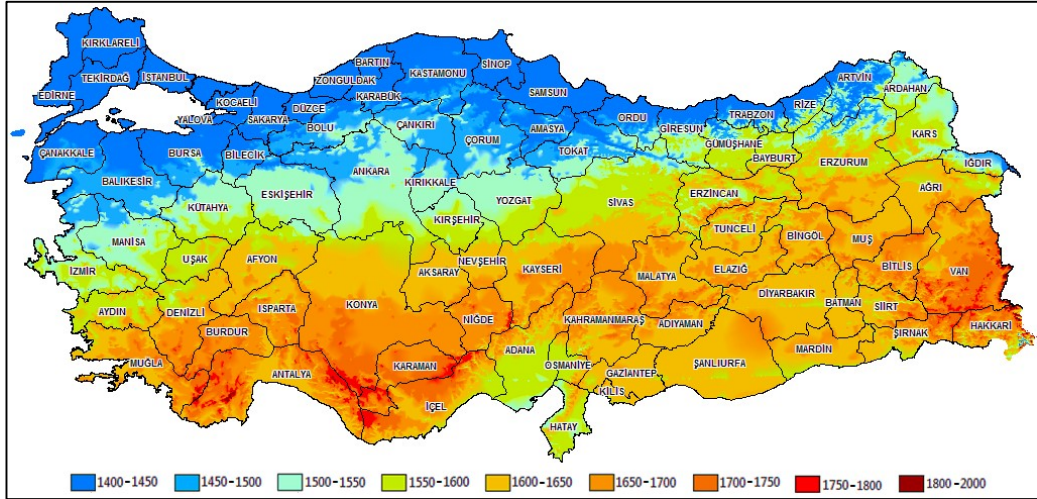 KIRKLARELİ
TEKİRDAĞ
İSTANBUL
EDİRNE
KOCAELİ
YALOVA
SAKARYA
DÜZCE
ZONGULDAK
BARTIN
KARABÜK
KASTAMONU
SİNOP
SAMSUN
ORDU
GİRESUN
TRABZON
RİZE
ARTVİN
ARDAHAN
KARS
IĞDIR
ÇANAKKALE
BURSA
BİLECİK
BOLU
ÇANKIRI
ÇORUM
AMASYA
TOKAT
GÜMÜŞHANE
BAYBURT
ERZURUM
AĞRI
BALIKESİR
KÜTAHYA
ESKİŞEHİR
ANKARA
KIRIKKALE
YOZGAT
SİVAS
ERZİNCAN
TUNCELİ
BİNGÖL
MUŞ
MANİSA
UŞAK
AFYON
KIRŞEHİR
NEVŞEHİR
AKSARAY
KAYSERİ
MALATYA
ELAZIĞ
BİTLİS
VAN
İZMİR
AYDIN
DENİZLİ
ISPARTA
BURDUR
KONYA
NİĞDE
KAHRAMANMARAŞ
ADIYAMAN
DİYARBAKIR
BATMAN
SİİRT
ŞIRNAK
HAKKARİ
MUĞLA
ANTALYA
KARAMAN
İÇEL
ADANA
OSMANİYE
GAZİANTEP
KİLİS
ŞANLIURFA
MARDİN
HATAY
1400-1450 1450-1500 1500-1550 1550-1600 1600-1650 1650-1700 1700-1750 1750-1800 1800-2000